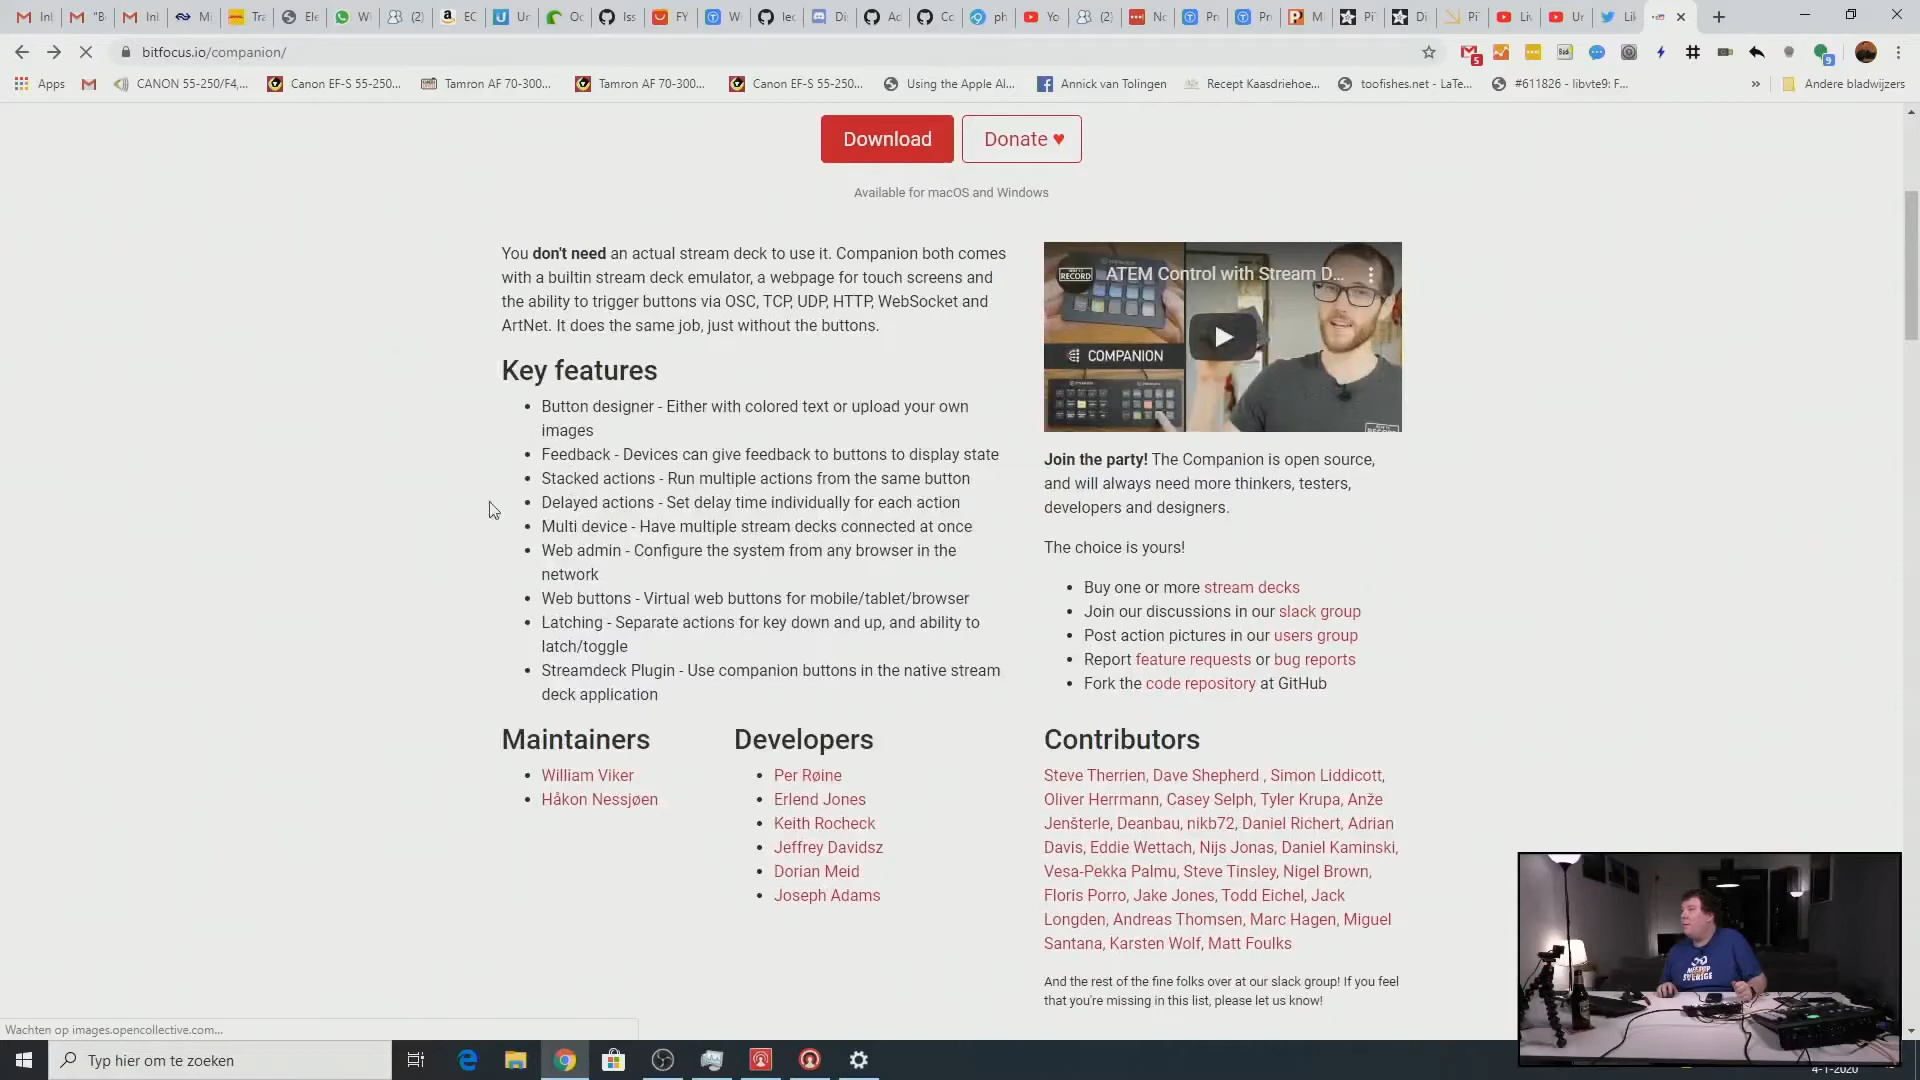 bitfocus.io/companion/
Apps
CANON 55-250/F4,...
Canon EF-S 55-250...
Tamron AF 70-300...
Tamron AF 70-300...
Canon EF-S 55-250...
Using the Apple Al...
Annick van Tolingen
Recept Kaasdriehoe...
toofishes.net - LaTe...
#611826 - libvte9: F...
»
Andere bladwijzers
Download
Donate ♥
Available for macOS and Windows
You don't need an actual stream deck to use it. Companion both comes
with a builtin stream deck emulator, a webpage for touch screens and
the ability to trigger buttons via OSC, TCP, UDP, HTTP, WebSocket and
ArtNet. It does the same job, just without the buttons.
ATEM Control with Stream D...
COMPANION
Key features
• Button designer - Either with colored text or upload your own
images
• Feedback - Devices can give feedback to buttons to display state
• Stacked actions - Run multiple actions from the same button
• Delayed actions - Set delay time individually for each action
• Multi device - Have multiple stream decks connected at once
• Web admin - Configure the system from any browser in the
network
• Web buttons - Virtual web buttons for mobile/tablet/browser
• Latching - Separate actions for key down and up, and ability to
latch/toggle
• Streamdeck Plugin - Use companion buttons in the native stream
deck application
Join the party! The Companion is open source,
and will always need more thinkers, testers,
developers and designers.
The choice is yours!
• Buy one or more stream decks
• Join our discussions in our slack group
• Post action pictures in our users group
• Report feature requests or bug reports
• Fork the code repository at GitHub
Maintainers
• William Viker
• Håkon Nessjøen
Developers
• Per Røine
• Erlend Jones
• Keith Rocheck
• Jeffrey Davidsz
• Dorian Meid
• Joseph Adams
Contributors
Steve Therrien, Dave Shepherd , Simon Liddicott,
Oliver Herrmann, Casey Selph, Tyler Krupa, Anže
Jenšterle, Deanbau, nikb72, Daniel Richert, Adrian
Davis, Eddie Wettach, Nijs Jonas, Daniel Kaminski,
Vesa-Pekka Palmu, Steve Tinsley, Nigel Brown,
Floris Porro, Jake Jones, Todd Eichel, Jack
Longden, Andreas Thomsen, Marc Hagen, Miguel
Santana, Karsten Wolf, Matt Foulks
And the rest of the fine folks over at our slack group! If you feel
that you're missing in this list, please let us know!
Wachten op images.opencollective.com...
Typ hier om te zoeken
4-1-2020